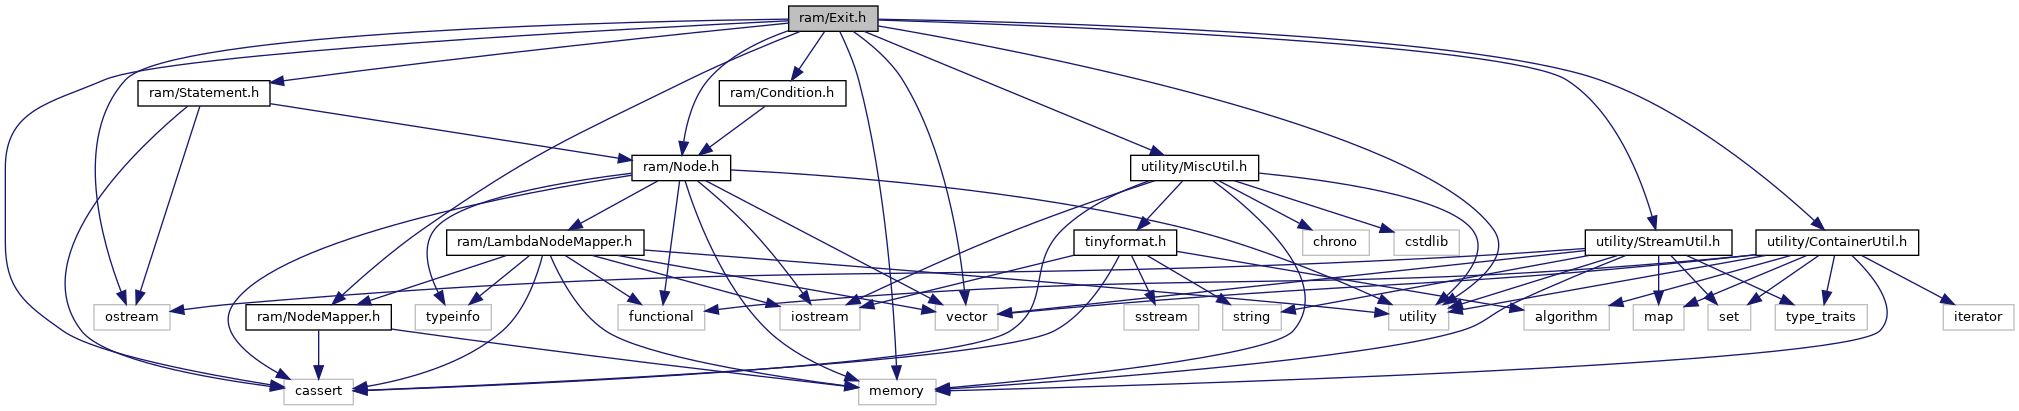 ram/Exit.h
ram/Statement.h
ram/Condition.h
ram/Node.h
utility/MiscUtil.h
ram/LambdaNodeMapper.h
tinyformat.h
chrono
cstdlib
utility/StreamUtil.h
utility/ContainerUtil.h
ostream
ram/NodeMapper.h
typeinfo
functional
iostream
vector
sstream
string
utility
algorithm
map
set
type_traits
iterator
cassert
memory